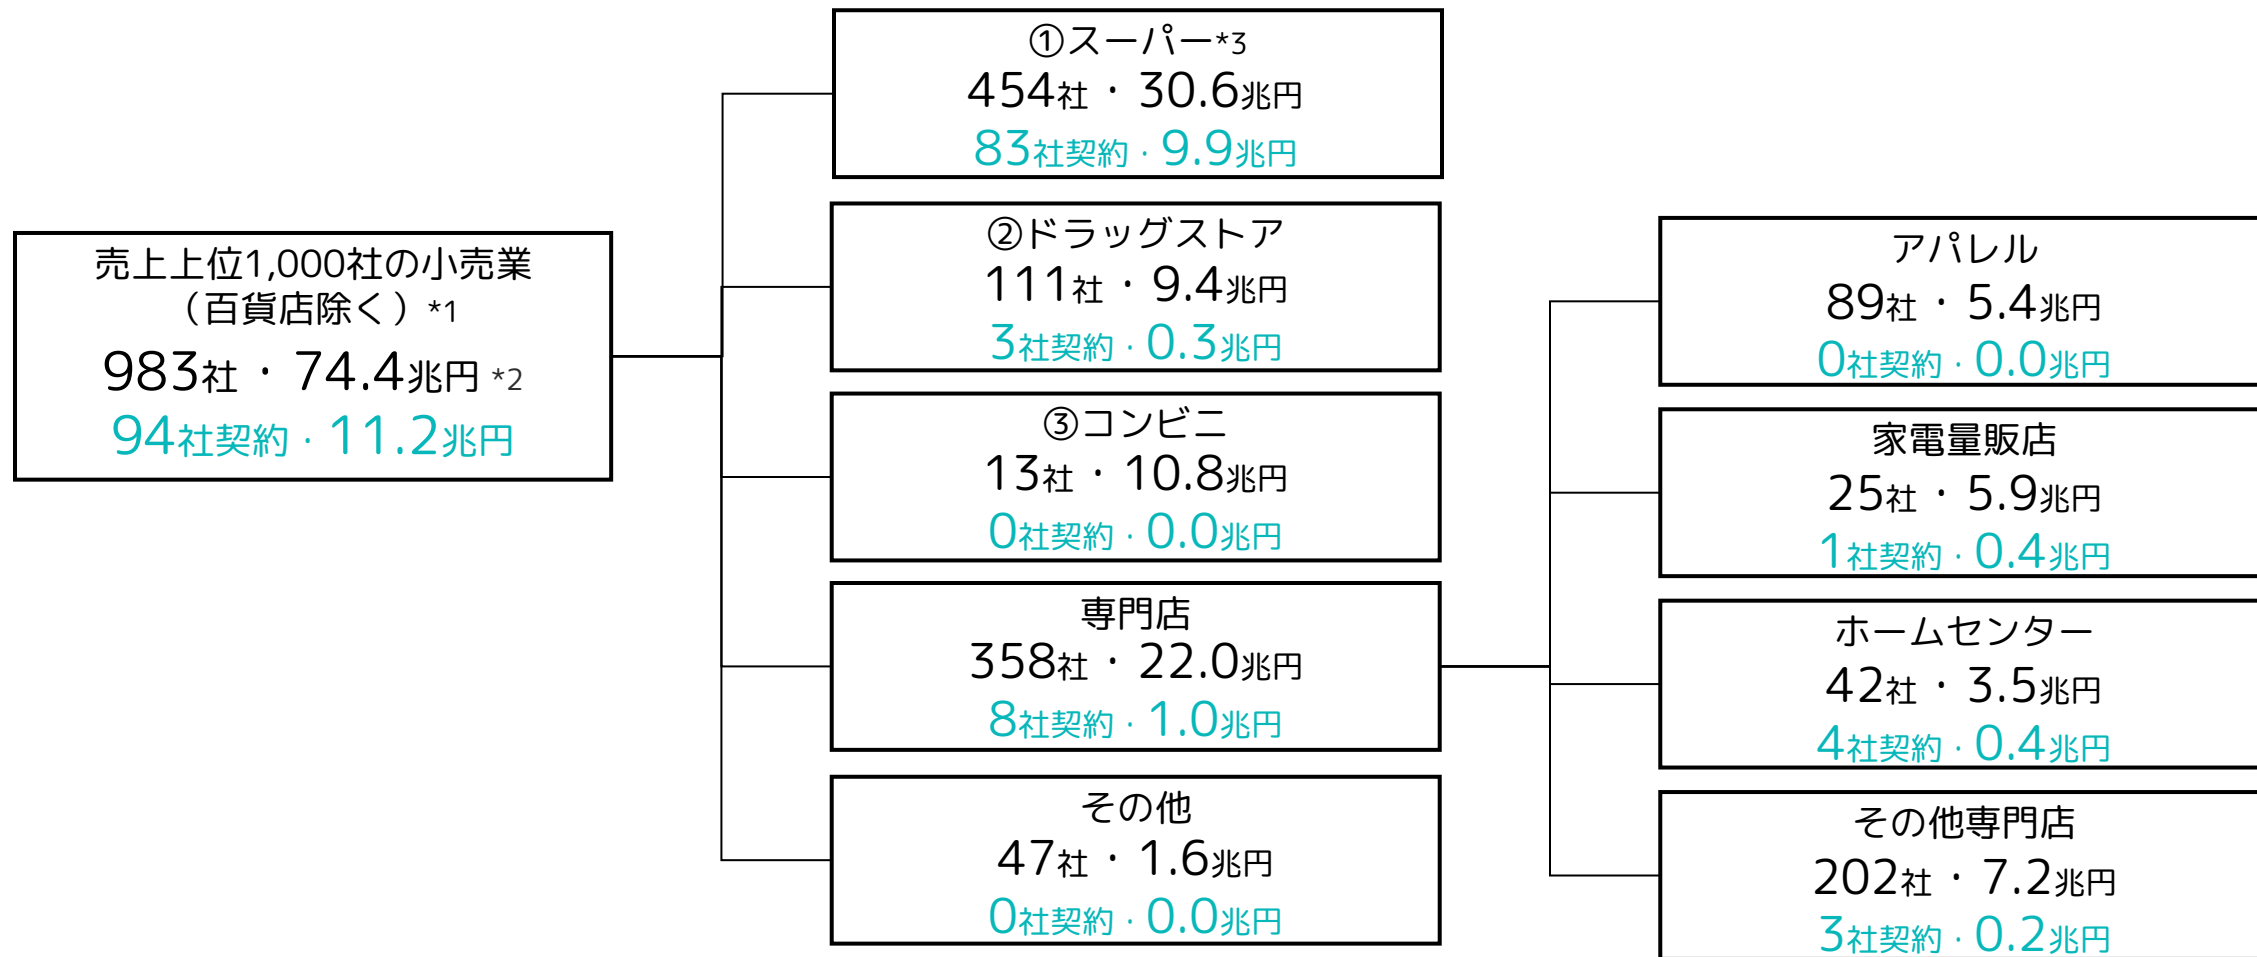 売上上位1,000社の小売業
（百貨店除く）*1
983社・74.4兆円 *2
94社契約・11.2兆円
①スーパー*3
454社・30.6兆円
83社契約・9.9兆円
②ドラッグストア
111社・9.4兆円
3社契約・0.3兆円
③コンビニ
13社・10.8兆円
0社契約・0.0兆円
専門店
358社・22.0兆円
8社契約・1.0兆円
その他
47社・1.6兆円
0社契約・0.0兆円
アパレル
89社・5.4兆円
0社契約・0.0兆円
家電量販店
25社・5.9兆円
1社契約・0.4兆円
ホームセンター
42社・3.5兆円
4社契約・0.4兆円
その他専門店
202社・7.2兆円
3社契約・0.2兆円